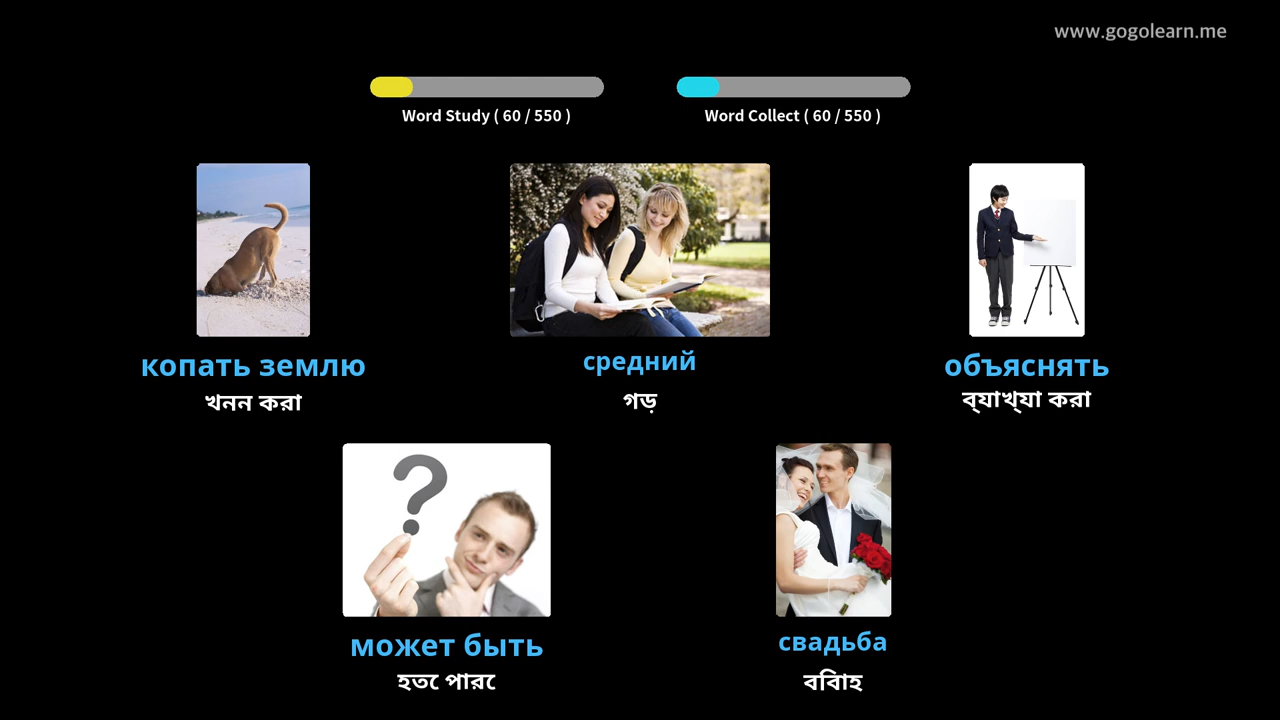 www.gogolearn.me
Word Study ( 60 / 550 )
Word Collect ( 60 / 550 )
копать землю
খনন করা
средний
গড়
объяснять
ব্যাখ্যা করা
может быть
হতে পারে
свадьба
বিবাহ